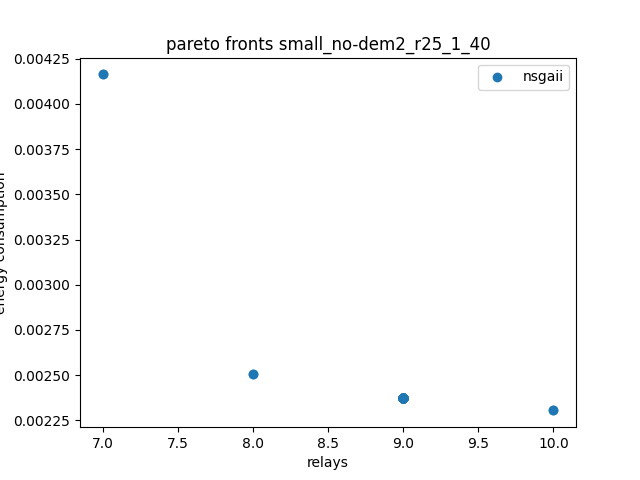 pareto fronts small_no-dem2_r25_1_40
nsgaii
0.00425
0.00400
0.00375
0.00350
0.00325
0.00300
0.00275
0.00250
0.00225
energy consumption
7.0 7.5 8.0 8.5 9.0 9.5 10.0
relays